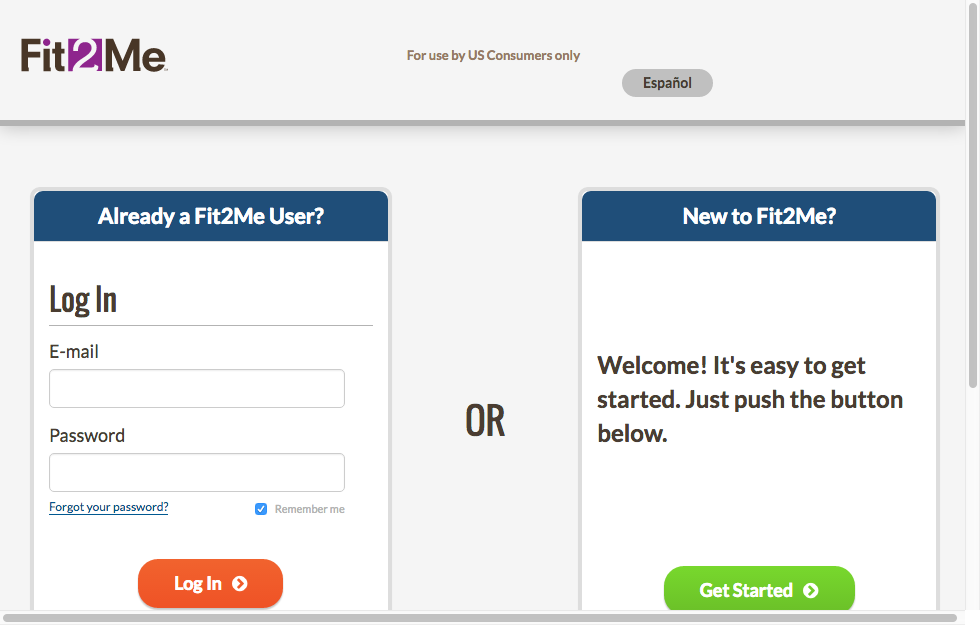 Fit2Me
For use by US Consumers only
Español
Already a Fit2Me User?
Log In
E-mail
Password
Forgot your password?
Remember me
Log In
OR
New to Fit2Me?
Welcome! It's easy to get
started. Just push the button
below.
Get Started